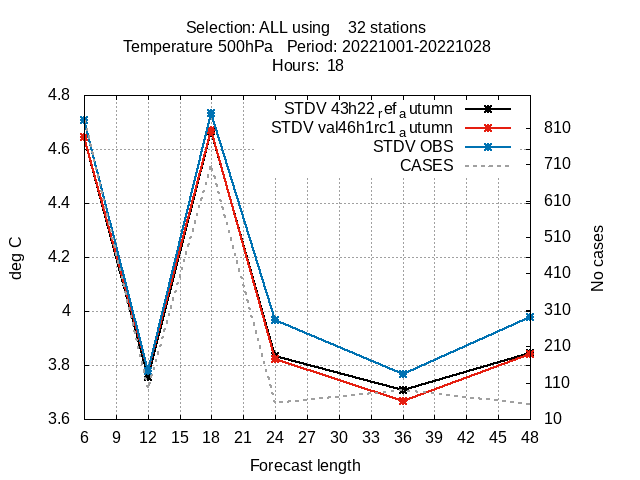 Selection: ALL using    32 stations
Temperature 500hPa   Period: 20221001-20221028
Hours:  18
STDV 43h22 ref a utumn
STDV val46h1rc1 a utumn
STDV OBS
CASES
4.8
4.6
4.4
4.2
4
3.8
3.6
deg C
810
710
610
510
410
310
210
110
10
No cases
6 9 12 15 18 21 24 27 30 33 36 39 42 45 48
Forecast length